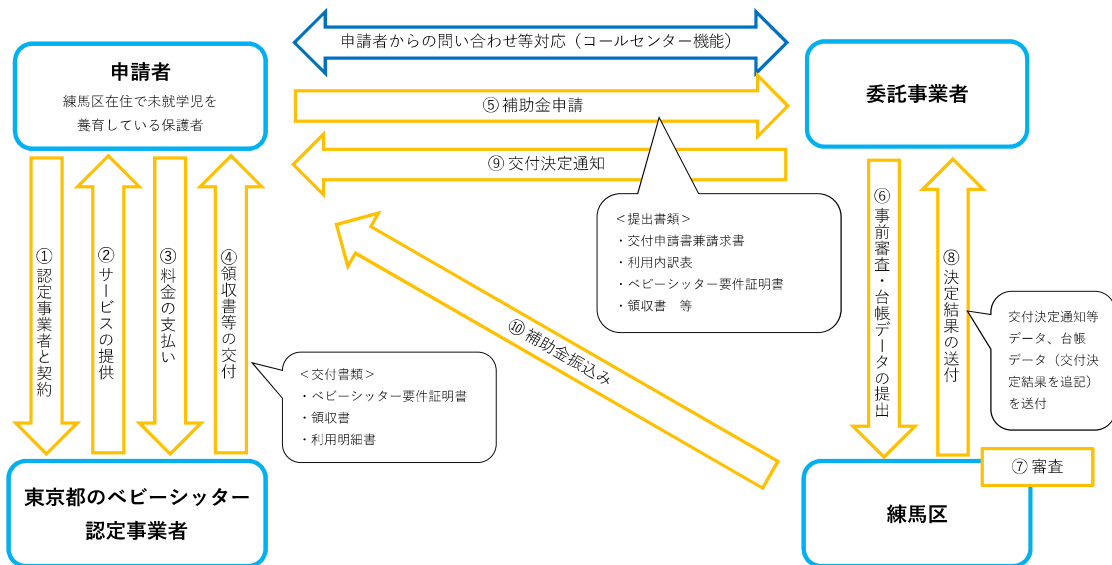 申請者からの問い合わせ等対応（コールセンター機能）
申請者
練馬区在住で未就学児を
養育している保護者
委託事業者
⑤補助金申請
⑨交付決定通知
＜提出書類＞
・交付申請書兼請求書
・利用内訳表
・ベビーシッター要件証明書
・領収書　等
①認定事業者と契約
②サービスの提供
③料金の支払い
④領収書等の交付
＜交付書類＞
・ベビーシッター要件証明書
・領収書
・利用明細書
⑩補助金振込み
⑥事前審査・台帳データの提出
⑧決定結果の送付
交付決定通知等
データ、台帳
データ（交付決
定結果を追記）
を送付
⑦審査
東京都のベビーシッター
認定事業者
練馬区